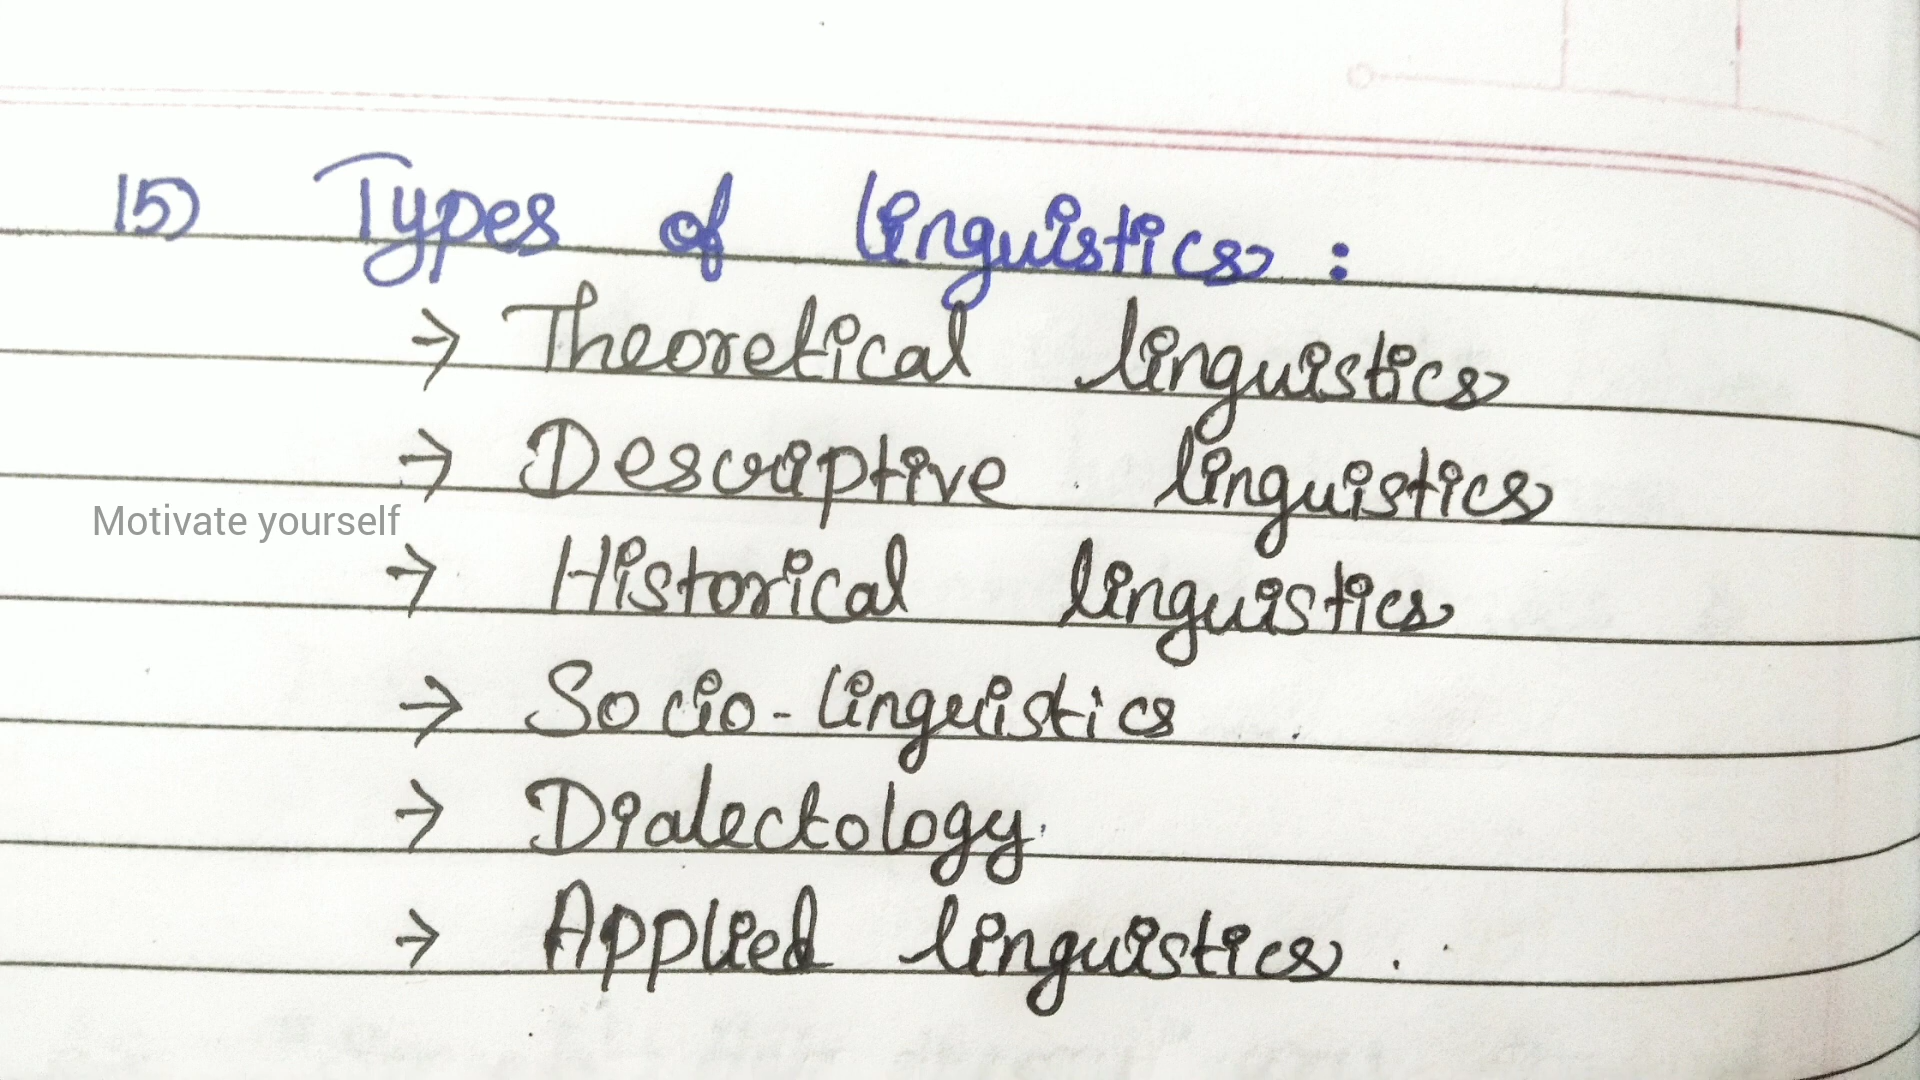 15) Types of linguistics :
→ Theoretical linguistics
→ Descriptive linguistics
Motivate yourself
→ Historical linguistics
→ Socio-linguistics
→ Dialectology.
→ Applied linguistics.